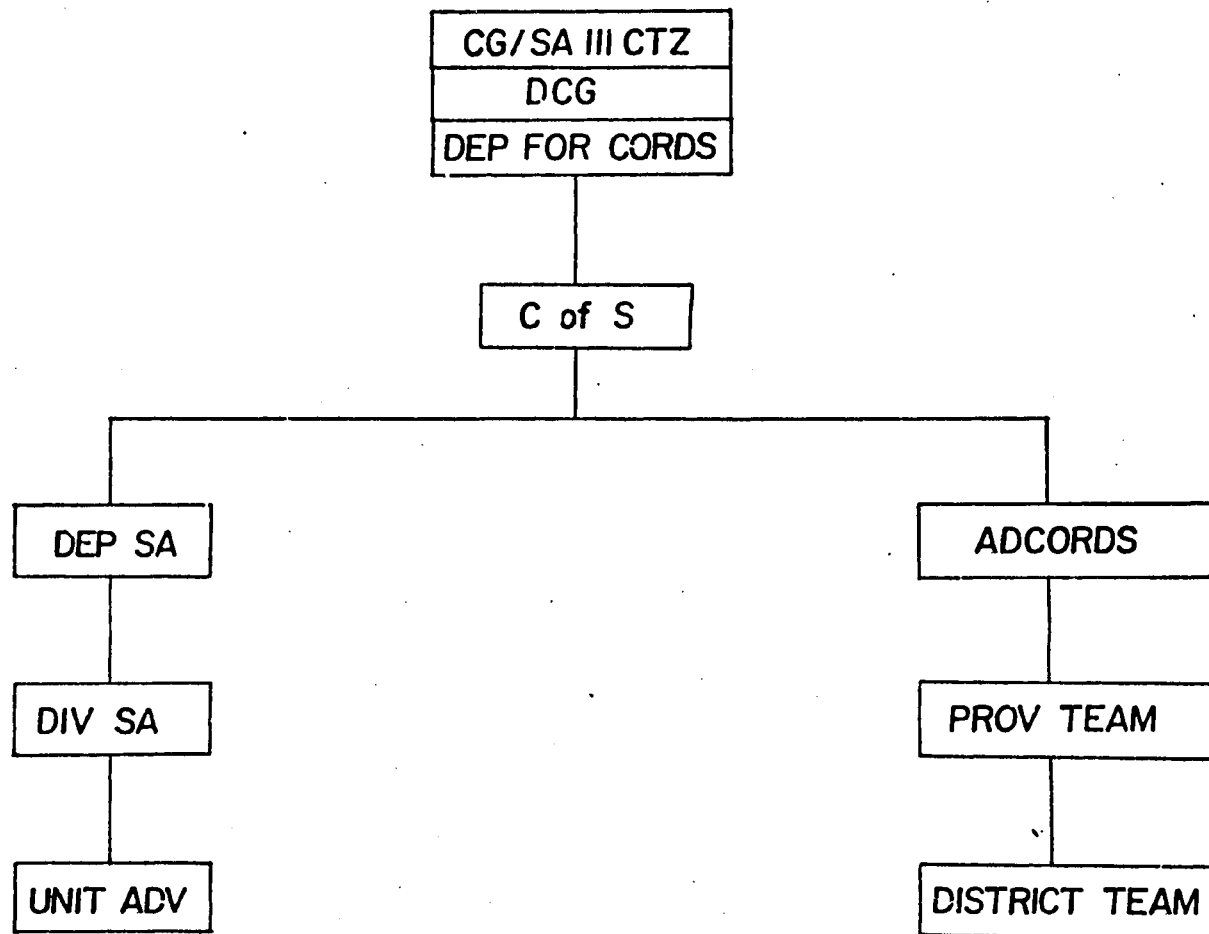 CG/SA III CTZ
DCG
DEP FOR CORDS
C of S
DEP SA
ADCORDS
DIV SA
PROV TEAM
UNIT ADV
DISTRICT TEAM